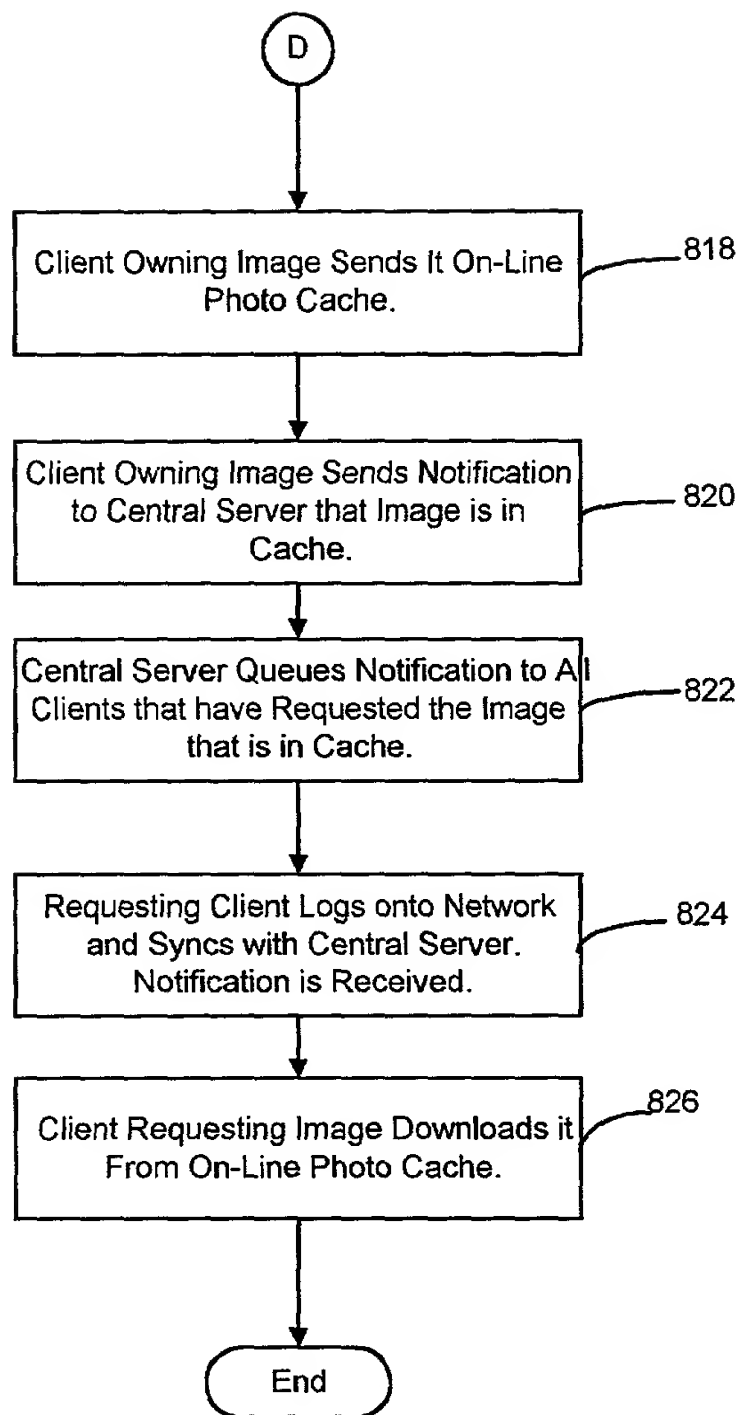 D
Client Owning Image Sends It On-Line
Photo Cache.
818
Client Owning Image Sends Notification
to Central Server that Image is in
Cache.
820
Central Server Queues Notification to All
Clients that have Requested the Image
that is in Cache.
822
Requesting Client Logs onto Network
and Syncs with Central Server.
Notification is Received.
824
Client Requesting Image Downloads it
From On-Line Photo Cache.
826
End